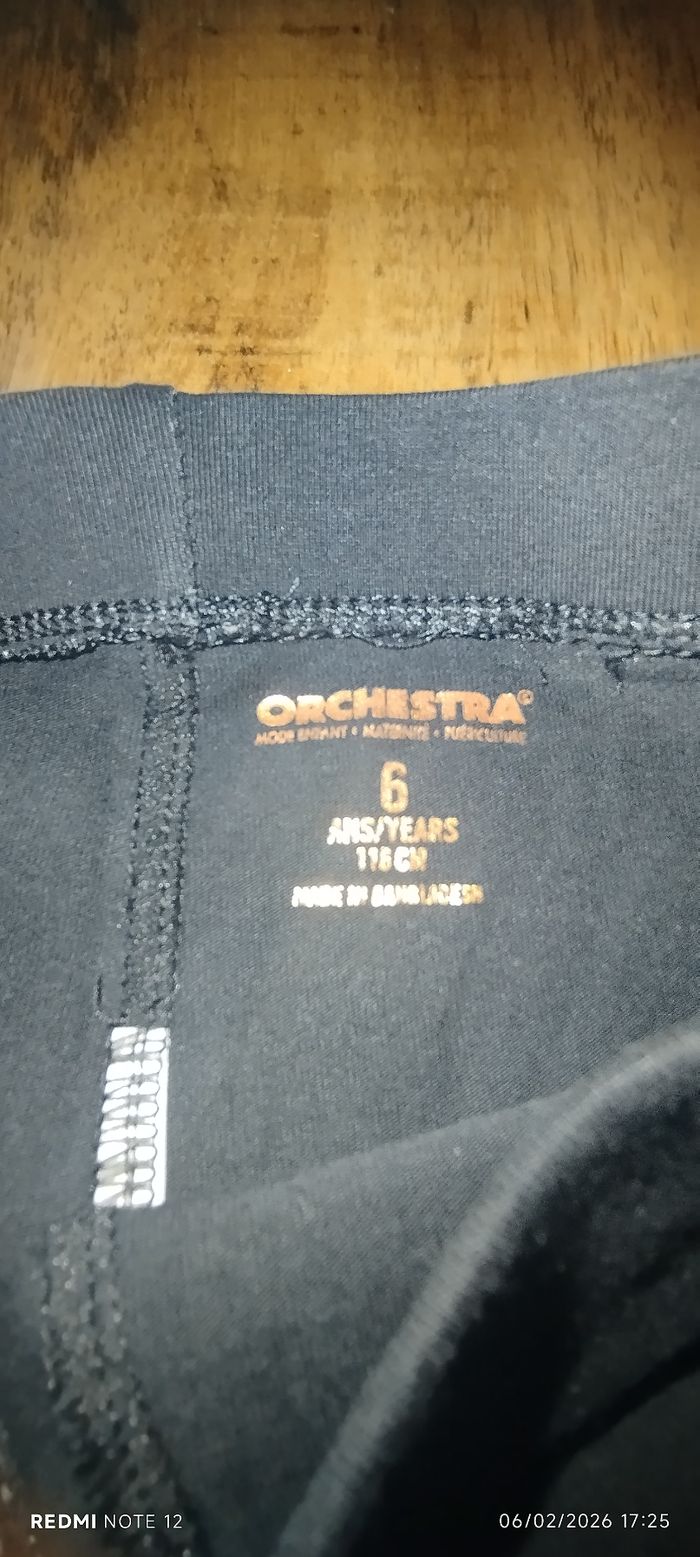 ORCHESTRA©
MODE ENFANT • MATERNITÉ • PUÉRICULTURE
6
ANS/YEARS
116 CM
MADE IN BANGLADESH
REDMI NOTE 12
06/02/2026 17:25